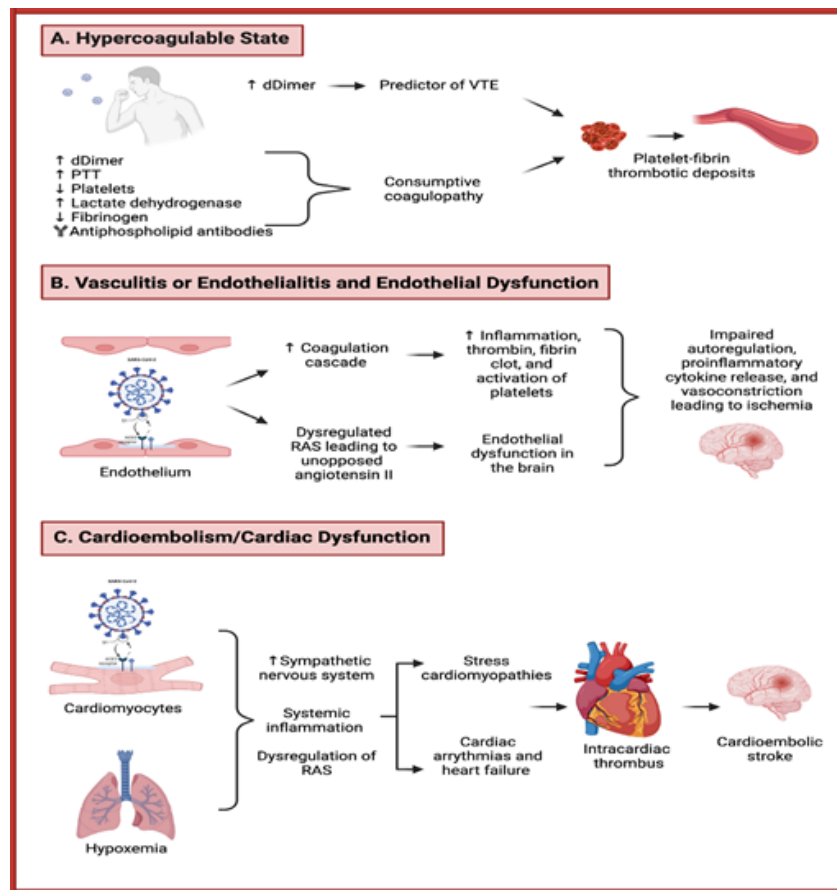 A. Hypercoagulable State
↑ dDimer
Predictor of VTE
↑ dDimer
↑ PTT
↓ Platelets
↑ Lactate dehydrogenase
↓ Fibrinogen
Antiphospholipid antibodies
Consumptive
coagulopathy
Platelet-fibrin
thrombotic deposits
B. Vasculitis or Endothelialitis and Endothelial Dysfunction
Endothelium
↑ Coagulation
cascade
↑ Inflammation,
thrombin, fibrin
clot, and
activation of
platelets
Dysregulated
RAS leading to
unopposed
angiotensin II
Endothelial
dysfunction in
the brain
Impaired
autoregulation,
proinflammatory
cytokine release, and
vasoconstriction
leading to ischemia
C. Cardioembolism/Cardiac Dysfunction
Cardiomyocytes
Hypoxemia
↑ Sympathetic
nervous system
Systemic
inflammation
Dysregulation of
RAS
Stress
cardiomyopathies
Cardiac
arrythmias and
heart failure
Intracardiac
thrombus
Cardioembolic
stroke